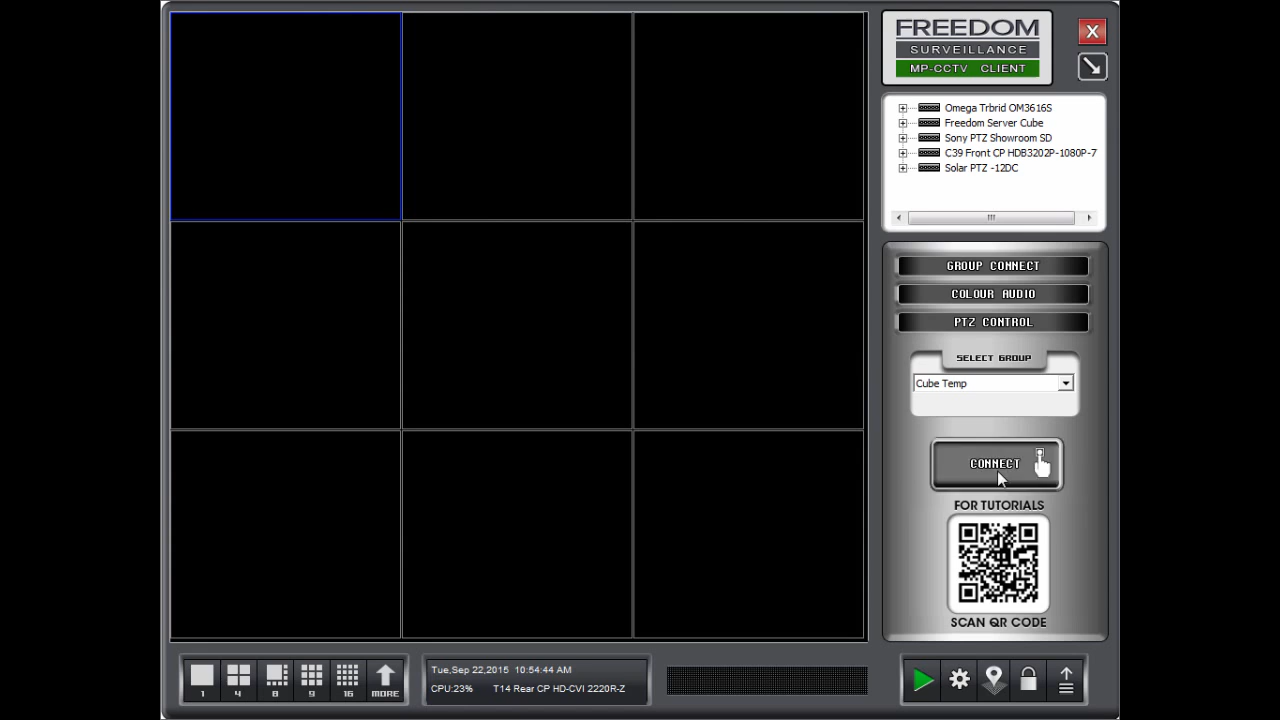 FREEDOM
SURVEILLANCE
MP-CCTV CLIENT
X
Omega Trbrid OM3616S
Freedom Server Cube
Sony PTZ Showroom SD
C39 Front CP HDB3202P-1080P-7
Solar PTZ -12DC
GROUP CONNECT
COLOUR AUDIO
PTZ CONTROL
SELECT GROUP
Cube Temp
CONNECT
FOR TUTORIALS
SCAN QR CODE
1 4 8 9 16 MORE
Tue,Sep 22,2015 10:54:44 AM
CPU:23% T14 Rear CP HD-CVI 2220R-Z